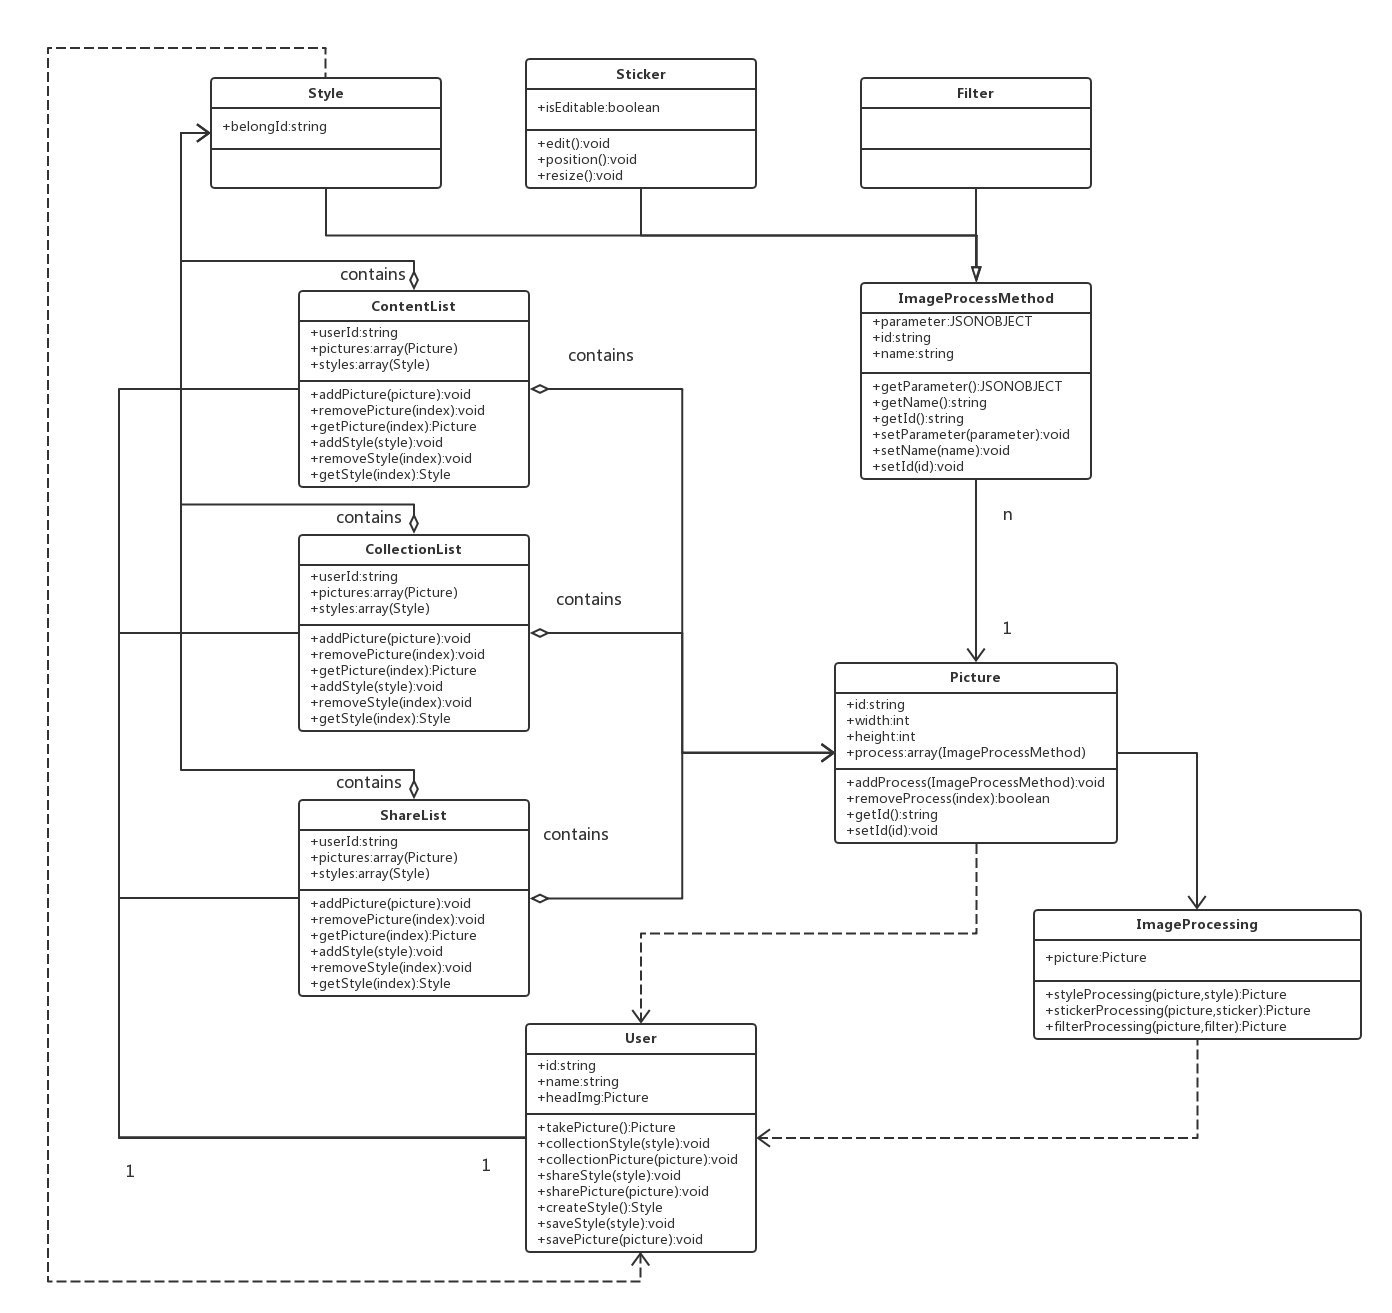 Style
+belongId:string
Sticker
+isEditable:boolean
+edit():void
+position():void
+resize():void
Filter
contains
ContentList
+userId:string
+pictures:array(Picture)
+styles:array(Style)
+addPicture(picture):void
+removePicture(index):void
+getPicture(index):Picture
+addStyle(style):void
+removeStyle(index):void
+getStyle(index):Style
contains
ImageProcessMethod
+parameter:JSONOBJECT
+id:string
+name:string
+getParameter():JSONOBJECT
+getName():string
+getId():string
+setParameter(parameter):void
+setName(name):void
+setId(id):void
n
1
contains
CollectionList
+userId:string
+pictures:array(Picture)
+styles:array(Style)
+addPicture(picture):void
+removePicture(index):void
+getPicture(index):Picture
+addStyle(style):void
+removeStyle(index):void
+getStyle(index):Style
contains
Picture
+id:string
+width:int
+height:int
+process:array(ImageProcessMethod)
+addProcess(ImageProcessMethod):void
+removeProcess(index):boolean
+getId():string
+setId(id):void
contains
ShareList
+userId:string
+pictures:array(Picture)
+styles:array(Style)
+addPicture(picture):void
+removePicture(index):void
+getPicture(index):Picture
+addStyle(style):void
+removeStyle(index):void
+getStyle(index):Style
contains
ImageProcessing
+picture:Picture
+styleProcessing(picture,style):Picture
+stickerProcessing(picture,sticker):Picture
+filterProcessing(picture,filter):Picture
User
+id:string
+name:string
+headImg:Picture
+takePicture():Picture
+collectionStyle(style):void
+collectionPicture(picture):void
+shareStyle(style):void
+sharePicture(picture):void
+createStyle():Style
+saveStyle(style):void
+savePicture(picture):void
1
1